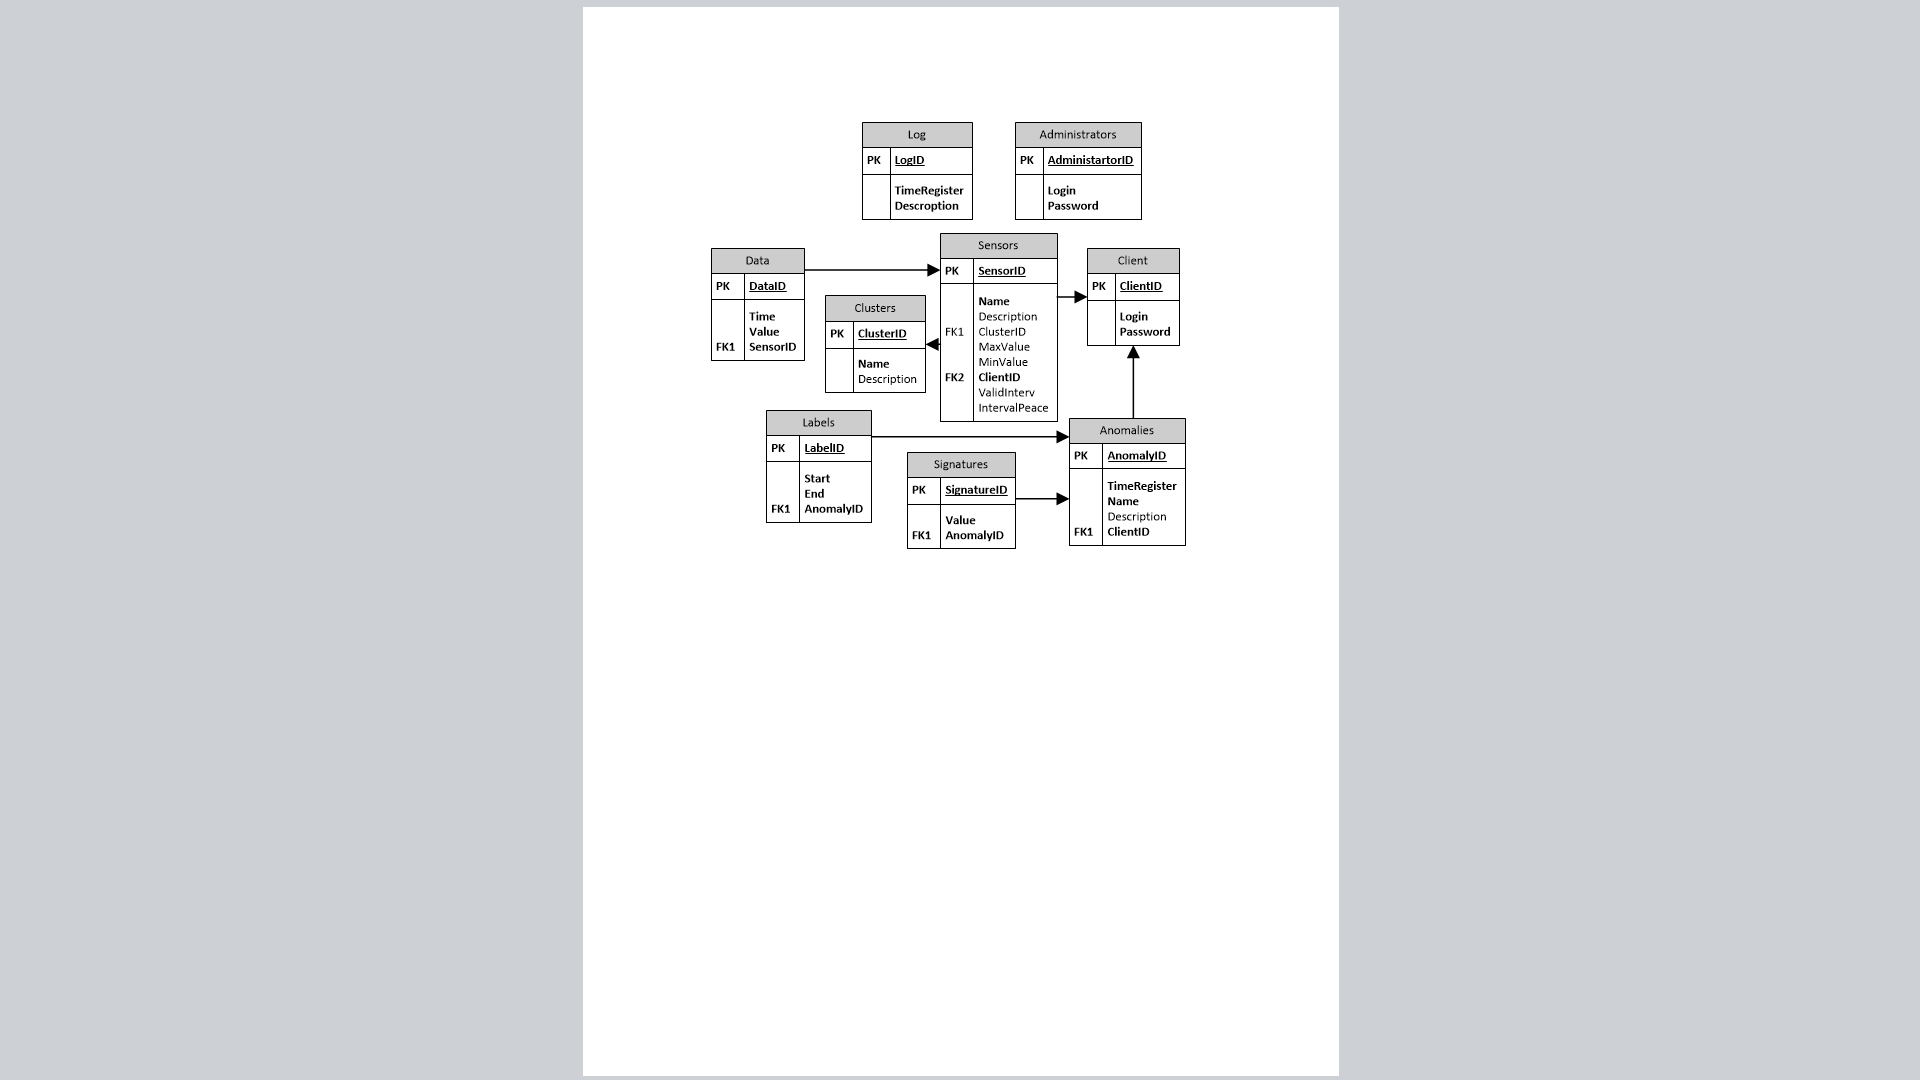 Log
PK LogID
TimeRegister
Descroption
Administrators
PK AdministartorID
Login
Password
Data
PK DataID
Time
Value
FK1 SensorID
Clusters
PK ClusterID
Name
Description
Sensors
PK SensorID
Name
Description
FK1 ClusterID
MaxValue
MinValue
FK2 ClientID
ValidInterv
IntervalPeace
Client
PK ClientID
Login
Password
Labels
PK LabelID
Start
End
FK1 AnomalyID
Signatures
PK SignatureID
Value
FK1 AnomalyID
Anomalies
PK AnomalyID
TimeRegister
Name
Description
FK1 ClientID